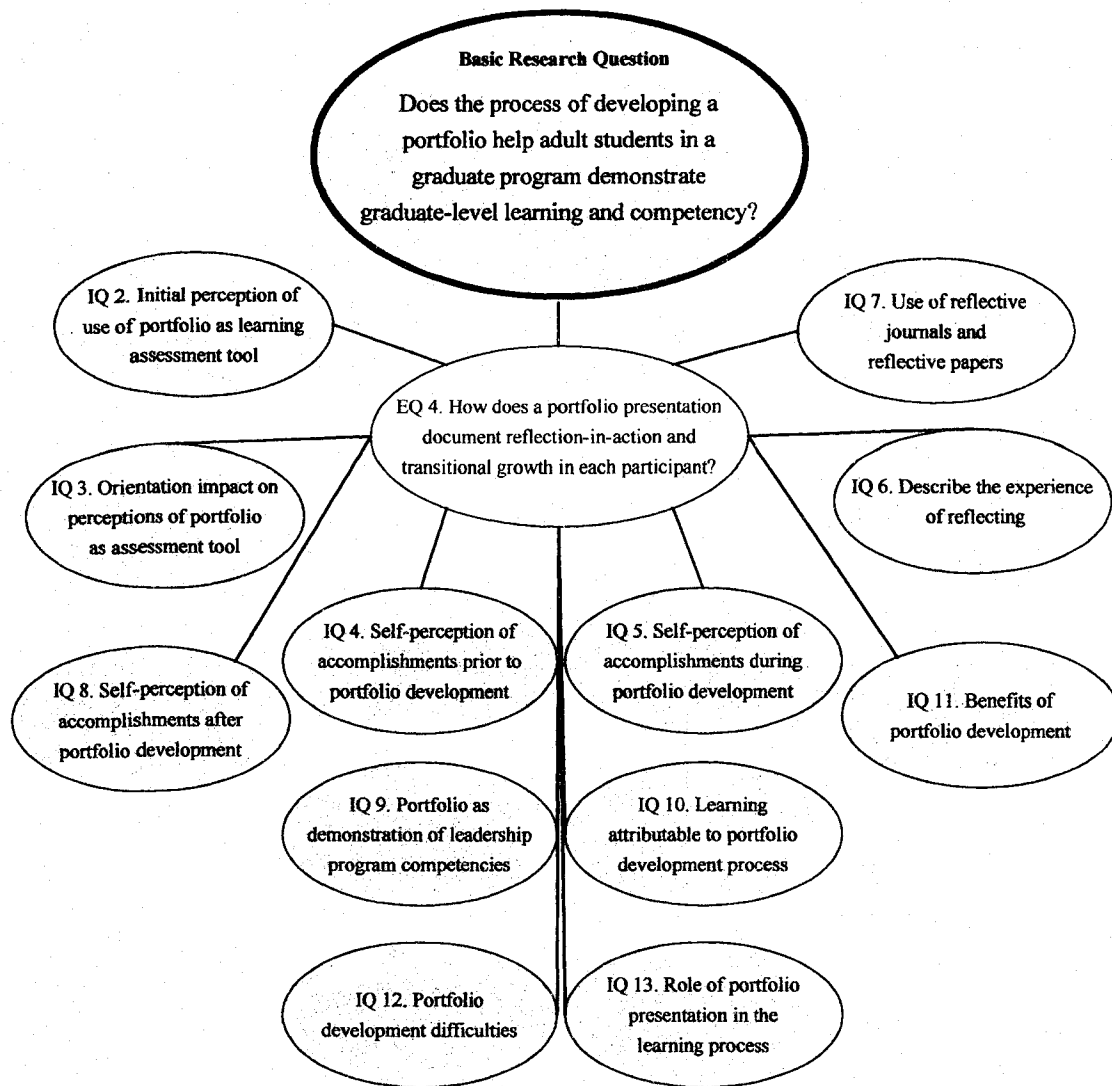 Basic Research Question
Does the process of developing a
portfolio help adult students in a
graduate program demonstrate
graduate-level learning and competency?
IQ 2. Initial perception of
use of portfolio as learning
assessment tool
IQ 7. Use of reflective
journals and
reflective papers
EQ 4. How does a portfolio presentation
document reflection-in-action and
transitional growth in each participant?
IQ 3. Orientation impact on
perceptions of portfolio
as assessment tool
IQ 6. Describe the experience
of reflecting
IQ 4. Self-perception of
accomplishments prior to
portfolio development
IQ 5. Self-perception of
accomplishments during
portfolio development
IQ 8. Self-perception of
accomplishments after
portfolio development
IQ 11. Benefits of
portfolio development
IQ 9. Portfolio as
demonstration of leadership
program competencies
IQ 10. Learning
attributable to portfolio
development process
IQ 12. Portfolio
development difficulties
IQ 13. Role of portfolio
presentation in the
learning process